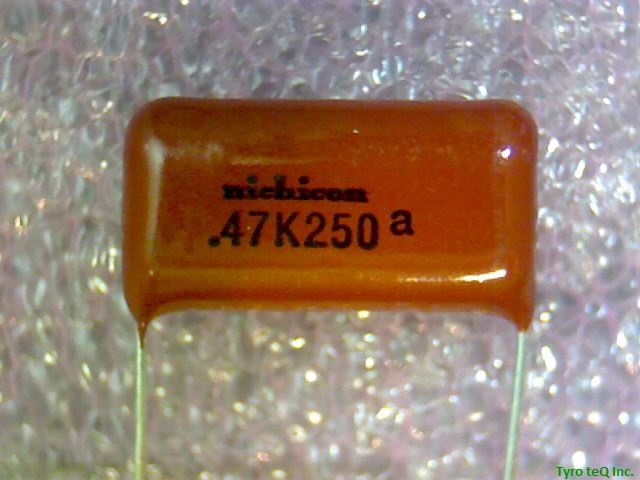 nichicon
.47K250 a
Tyro teQ Inc.